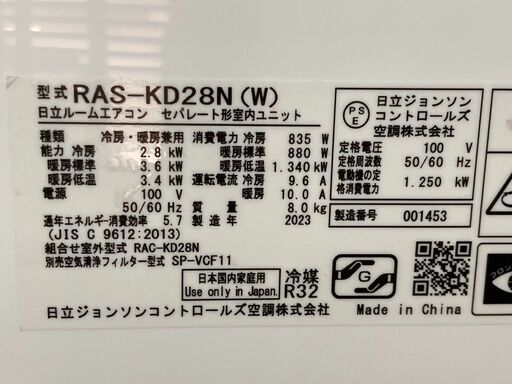 型式 RAS-KD28N(W)
日立ルームエアコン セパレート形室内ユニット
種類 冷房・暖房兼用 消費電力 冷房 835 W
能力 冷房 2.8 kW 暖房標準 880 W
暖房標準 3.6 kW 暖房低温 1.340 kW
暖房低温 3.4 kW 運転電流 冷房 9.6 A
電源 100 V 暖房 10.0 A
50/60 Hz 質量 8.0kg
通年エネルギー消費効率 5.7 製造年 2023
(JIS C 9612:2013)
組合せ室外型式 RAC-KD28N
別売空気清浄フィルター型式 SP-VCF11
日本国内家庭用
Use only in Japan.
冷媒
R32
日立ジョンソンコントロールズ空調株式会社
PS
E
日立ジョンソン
コントロールズ
空調株式会社
定格電圧 100 V
定格周波数 50/60 Hz
電動機の定
格消費電力 1.250 kW
製造番号 001453
G
Made in China
フロン